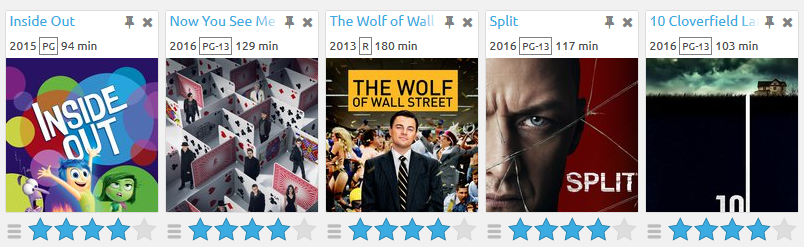 Inside Out
2015 PG 94 min
INSIDE
OUT
Now You See Me
2016 PG-13 129 min
The Wolf of Wall
2013 R 180 min
THE WOLF
OF WALL STREET
Split
2016 PG-13 117 min
SPLIT
10 Cloverfield La
2016 PG-13 103 min
10